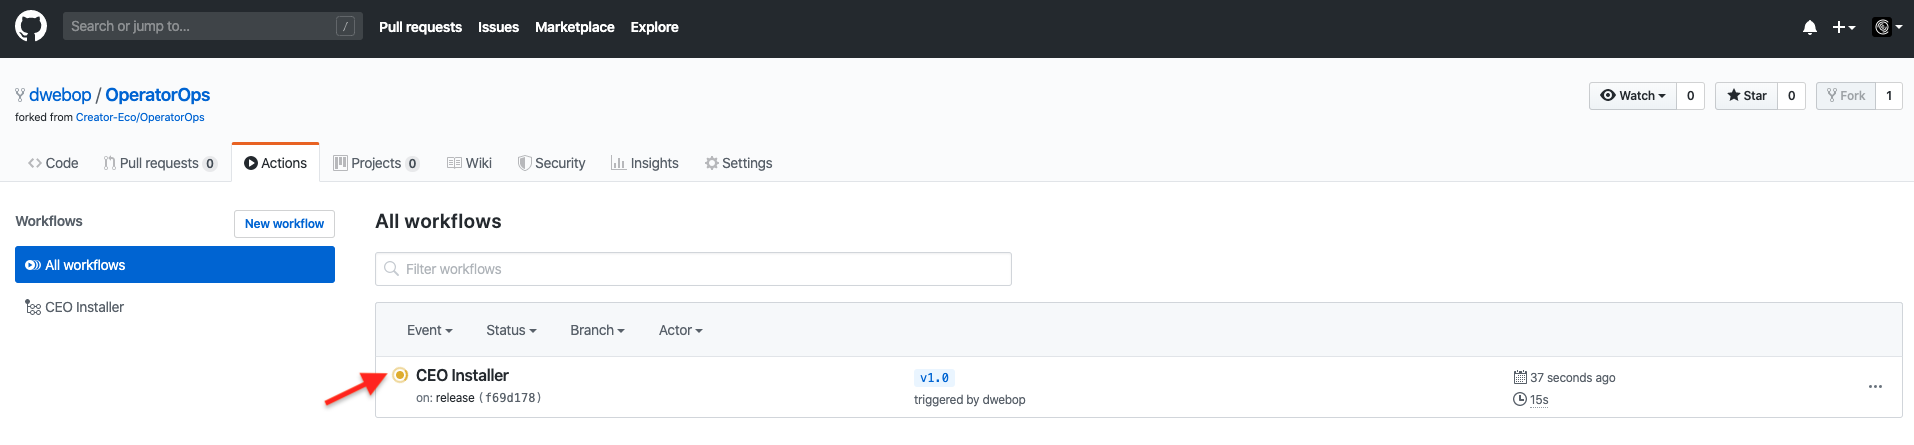 Search or jump to... / Pull requests Issues Marketplace Explore
dwebop / OperatorOps Watch 0 Star 0 Fork 1
forked from Creator-Eco/OperatorOps
Code Pull requests 0 Actions Projects 0 Wiki Security Insights Settings
Workflows New workflow
All workflows
CEO Installer
All workflows
Filter workflows
Event Status Branch Actor
CEO Installer v1.0 37 seconds ago
on: release (f69d178) triggered by dwebop 15s